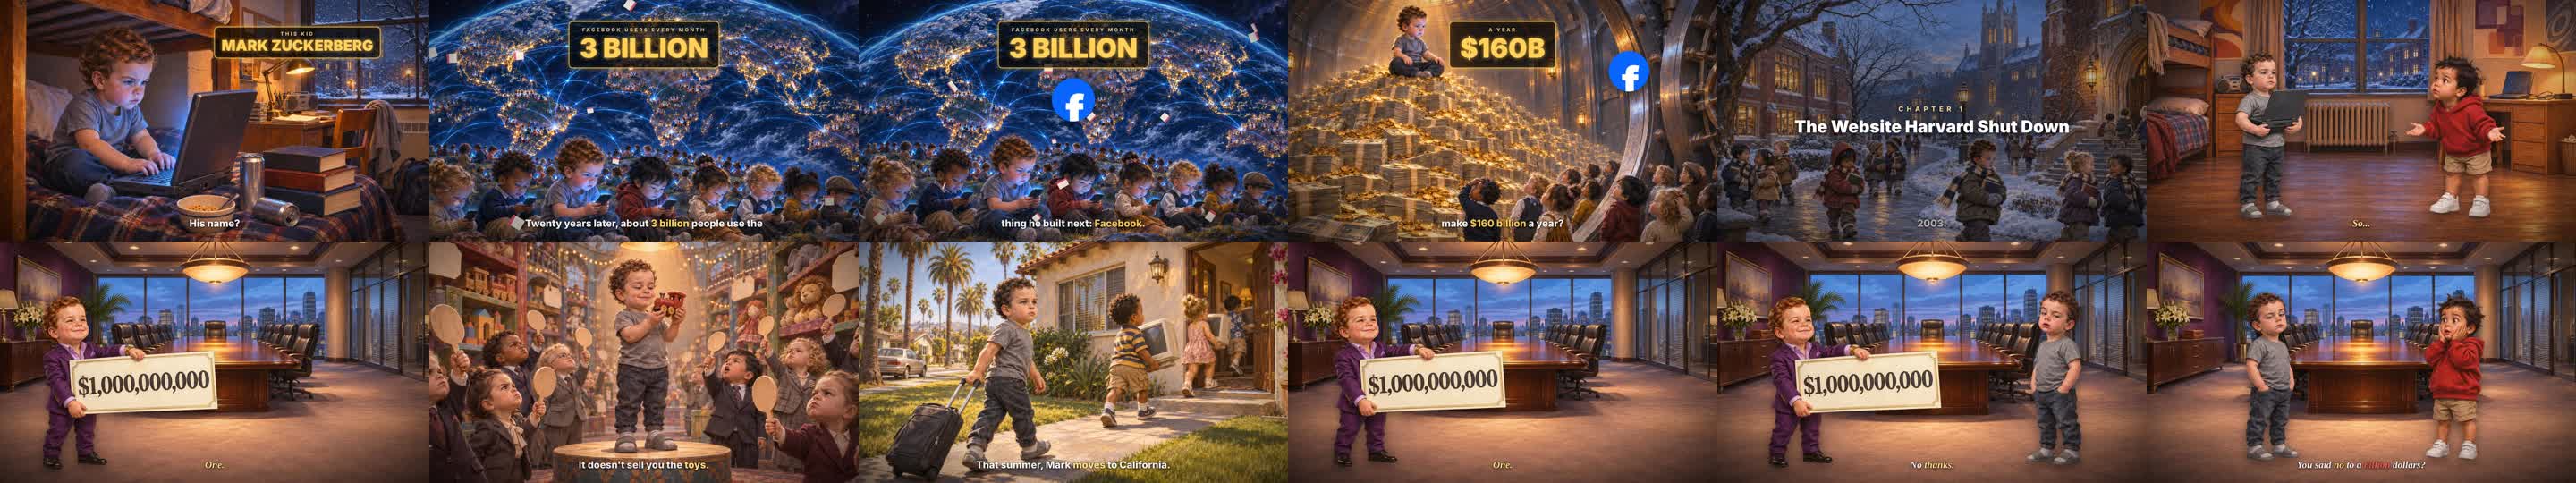 THIS KID
MARK ZUCKERBERG
His name?
FACEBOOK USERS EVERY MONTH
3 BILLION
Twenty years later, about 3 billion people use the
FACEBOOK USERS EVERY MONTH
3 BILLION
thing he built next: Facebook.
A YEAR
$160B
make $160 billion a year?
CHAPTER 1
The Website Harvard Shut Down
2003.
So...
$1,000,000,000
One.
It doesn't sell you the toys.
That summer, Mark moves to California.
$1,000,000,000
One.
$1,000,000,000
No thanks.
You said no to a billion dollars?